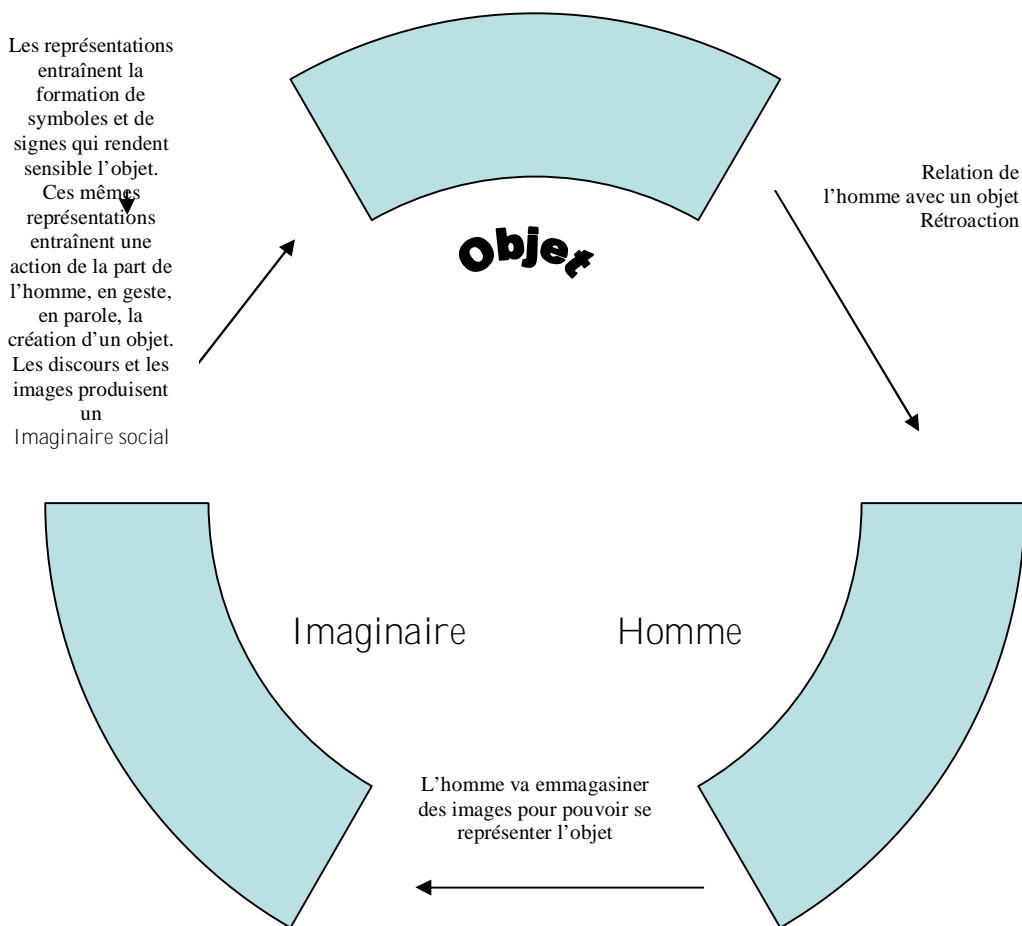 Les représentations
entraînent la
formation de
symboles et de
signes qui rendent
sensible l’objet.
Ces mêmes
représentations
entraînent une
action de la part de
l’homme, en geste,
en parole, la
création d’un objet.
Les discours et les
images produisent
un
Imaginaire social
Objet
Relation de
l’homme avec un objet
Rétroaction
Imaginaire
Homme
L’homme va emmagasiner
des images pour pouvoir se
représenter l’objet